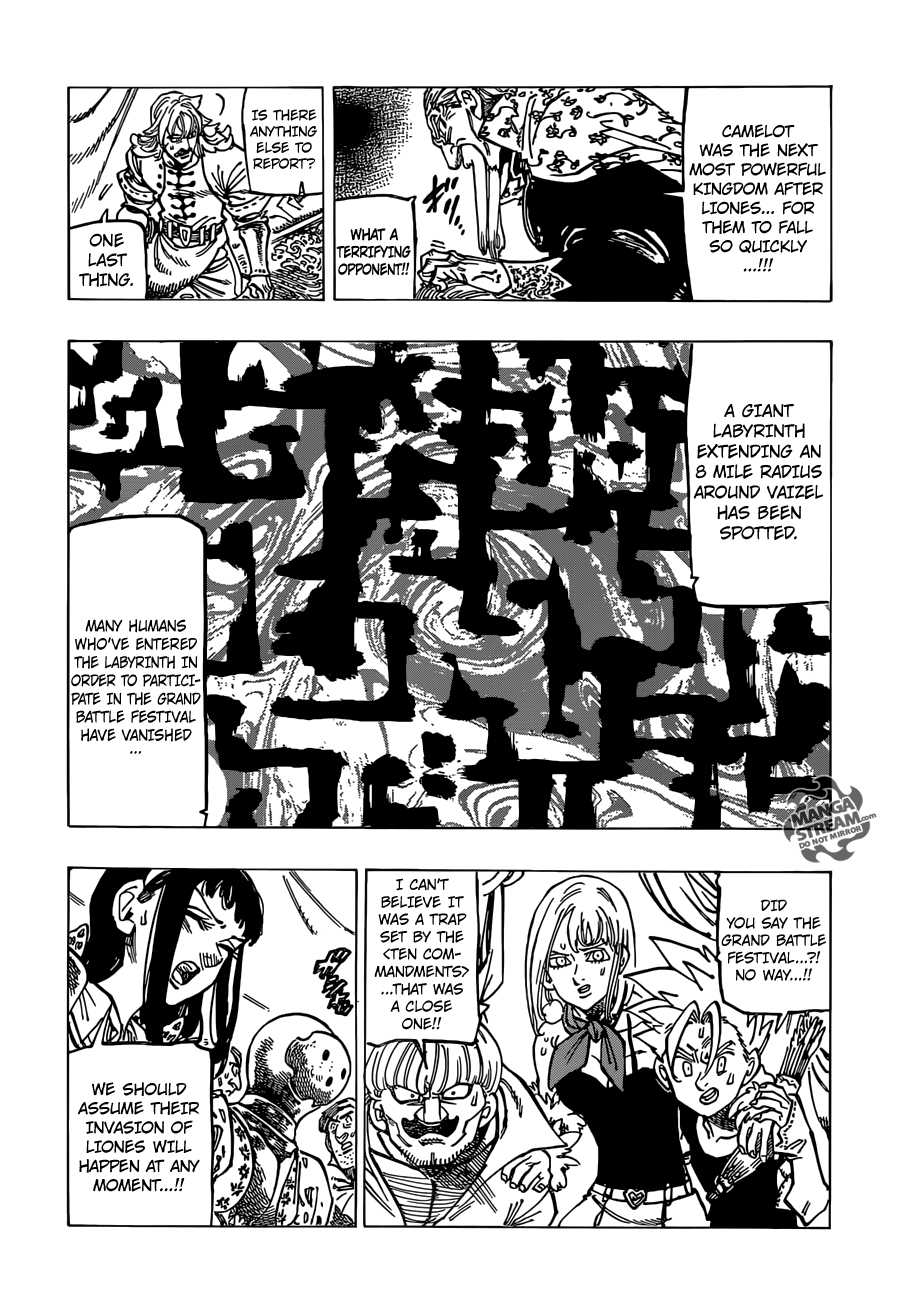 CAMELOT
WAS THE NEXT
MOST POWERFUL
KINGDOM AFTER
LIONES... FOR
THEM TO FALL
SO QUICKLY
...!!!
WHAT A
TERRIFYING
OPPONENT!!
IS THERE
ANYTHING
ELSE TO
REPORT?
ONE
LAST
THING.
A GIANT
LABYRINTH
EXTENDING AN
8 MILE RADIUS
AROUND VAIZEL
HAS BEEN
SPOTTED.
MANY HUMANS
WHO'VE ENTERED
THE LABYRINTH IN
ORDER TO PARTICI-
PATE IN THE GRAND
BATTLE FESTIVAL
HAVE VANISHED
...
MANGA
STREAM.com
DO NOT MIRROR
DID
YOU SAY THE
GRAND BATTLE
FESTIVAL...?!
NO WAY...!!
I CAN'T
BELIEVE IT
WAS A TRAP
SET BY THE
<TEN COM-
MANDMENTS>
...THAT WAS
A CLOSE
ONE!!
WE SHOULD
ASSUME THEIR
INVASION OF
LIONES WILL
HAPPEN AT ANY
MOMENT...!!